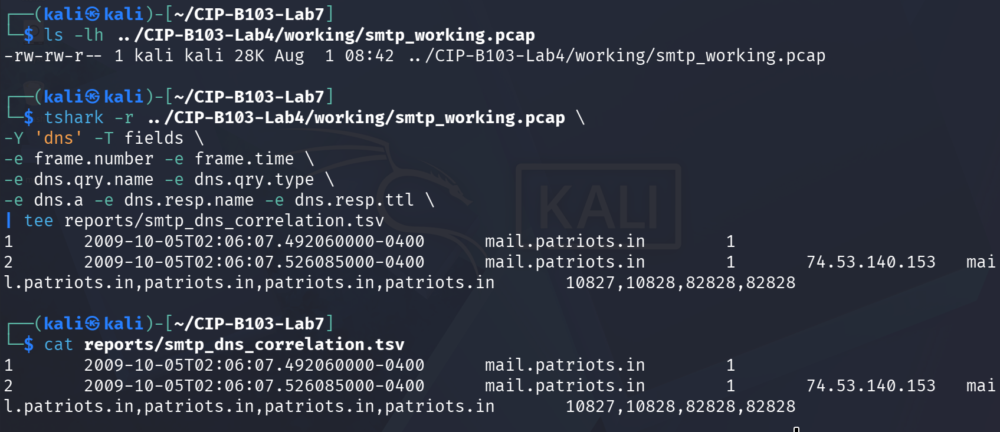 ┌──(kali㉿kali)-[~/CIP-B103-Lab7]
└─$ ls -lh ../CIP-B103-Lab4/working/smtp_working.pcap
-rw-rw-r-- 1 kali kali 28K Aug  1 08:42 ../CIP-B103-Lab4/working/smtp_working.pcap
┌──(kali㉿kali)-[~/CIP-B103-Lab7]
└─$ tshark -r ../CIP-B103-Lab4/working/smtp_working.pcap \
-Y 'dns' -T fields \
-e frame.number -e frame.time \
-e dns.qry.name -e dns.qry.type \
-e dns.a -e dns.resp.name -e dns.resp.ttl \
| tee reports/smtp_dns_correlation.tsv
1       2009-10-05T02:06:07.492060000-0400      mail.patriots.in        1
2       2009-10-05T02:06:07.526085000-0400      mail.patriots.in        1       74.53.140.153   mai
l.patriots.in,patriots.in,patriots.in,patriots.in       10827,10828,82828,82828
┌──(kali㉿kali)-[~/CIP-B103-Lab7]
└─$ cat reports/smtp_dns_correlation.tsv
1       2009-10-05T02:06:07.492060000-0400      mail.patriots.in        1
2       2009-10-05T02:06:07.526085000-0400      mail.patriots.in        1       74.53.140.153   mai
l.patriots.in,patriots.in,patriots.in,patriots.in       10827,10828,82828,82828
KALI